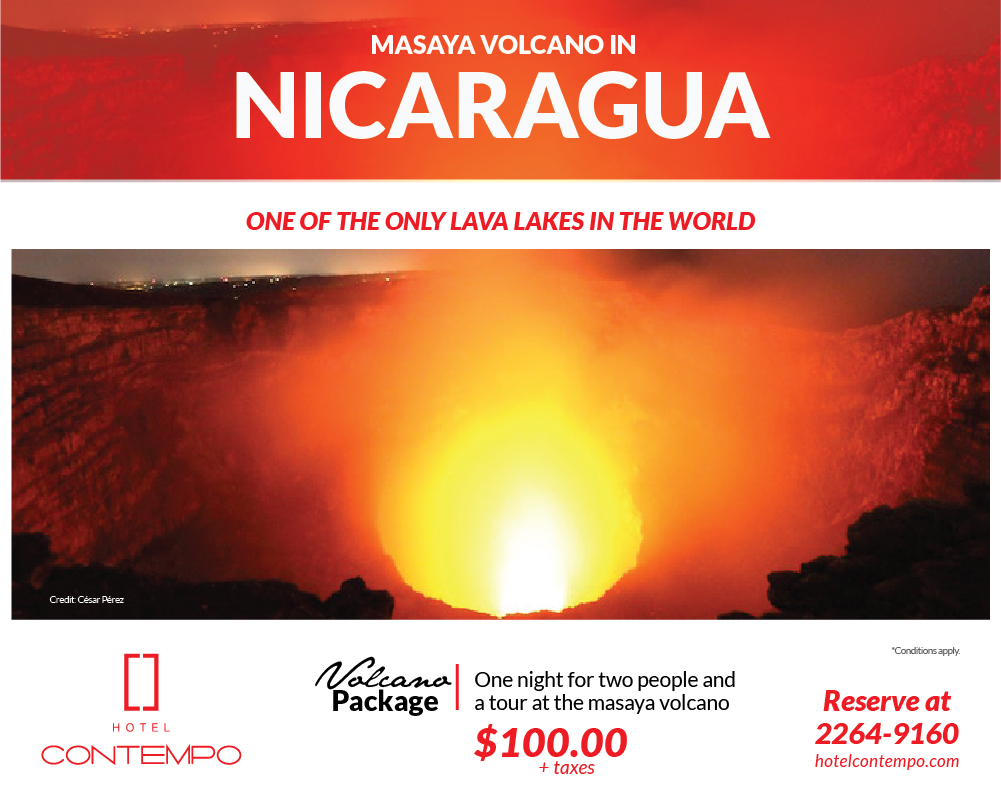 MASAYA VOLCANO IN
NICARAGUA
ONE OF THE ONLY LAVA LAKES IN THE WORLD
Credit: César Pérez
HOTEL
CONTEMPO
Volcano
Package
One night for two people and
a tour at the masaya volcano
$100.00
+ taxes
*Conditions apply.
Reserve at
2264-9160
hotelcontempo.com